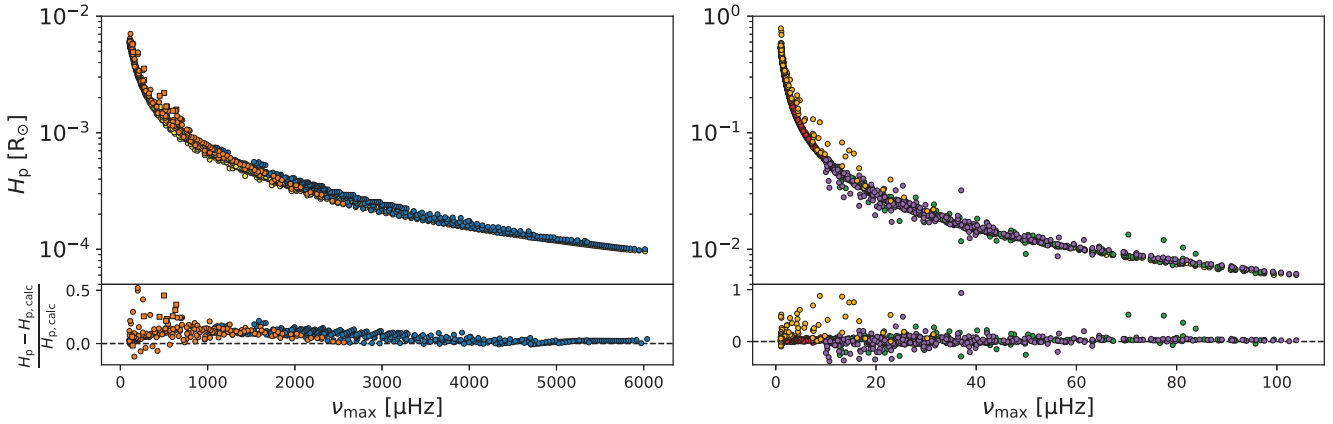 10⁻²
10⁻³
10⁻⁴
Hₚ [R☉]
0.5
0.0
Hₚ − Hₚ,calc
Hₚ,calc
0 1000 2000 3000 4000 5000 6000
νmax [μHz]
10⁰
10⁻¹
10⁻²
1
0
0 20 40 60 80 100
νmax [μHz]